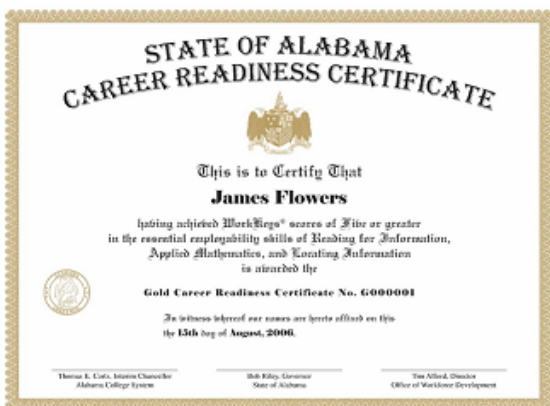 STATE OF ALABAMA
CAREER READINESS CERTIFICATE
This is to Certify That
James Flowers
having achieved WorkKeys® scores of Five or greater
in the essential employability skills of Reading for Information,
Applied Mathematics, and Locating Information
is awarded the
Gold Career Readiness Certificate No. G000001
In witness whereof our names are hereto affixed on this
the 15th day of August, 2006.
Thomas E. Corts, Interim Chancellor
Alabama College System
Bob Riley, Governor
State of Alabama
Tim Alford, Director
Office of Workforce Development